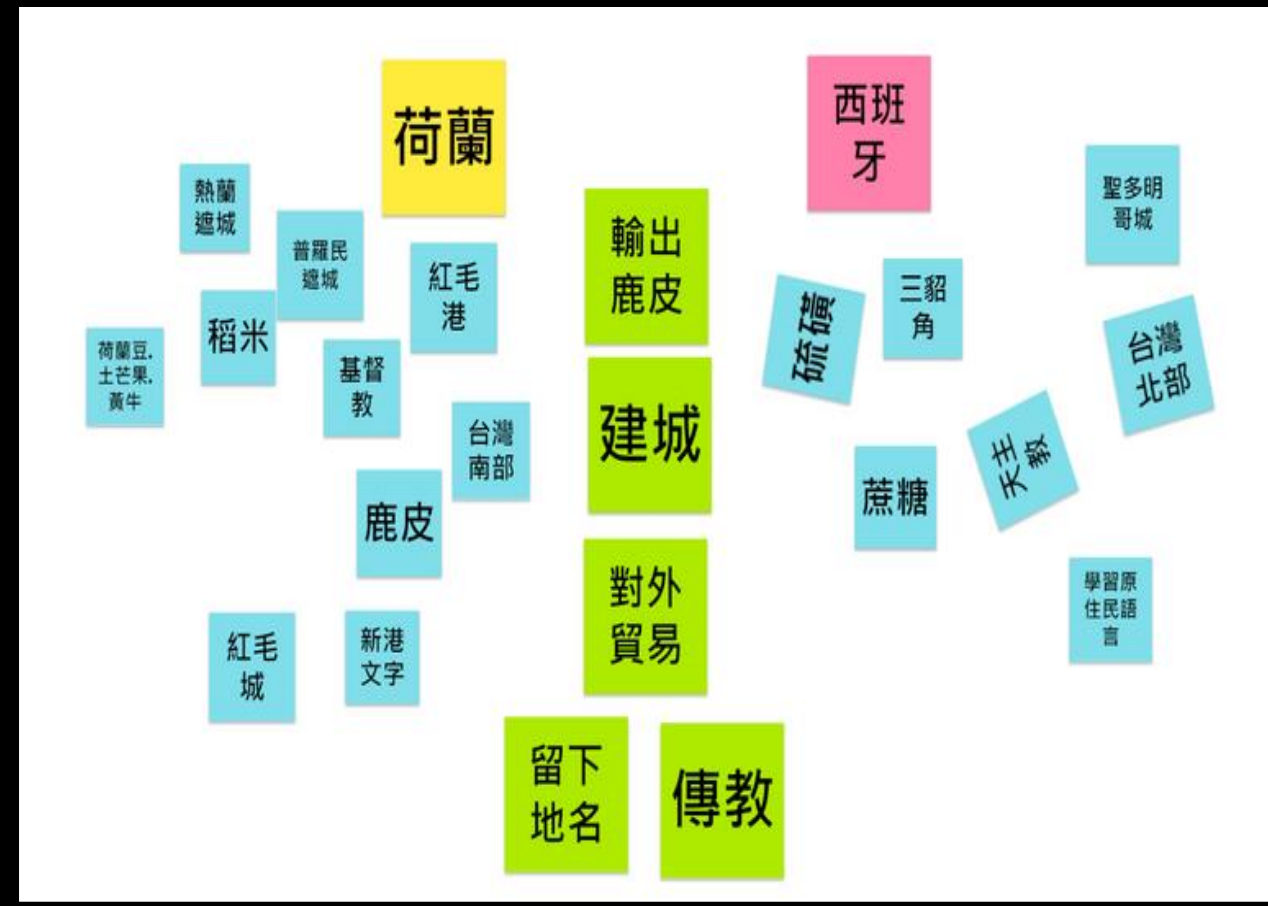 荷蘭
熱蘭
遮城
普羅民
遮城
紅毛
港
荷蘭豆.
土芒果.
黃牛
稻米
基督
教
台灣
南部
鹿皮
紅毛
城
新港
文字
輸出
鹿皮
建城
對外
貿易
留下
地名
傳教
西班
牙
聖多明
哥城
硫磺
三貂
角
台灣
北部
天主
教
蔗糖
學習原
住民語
言